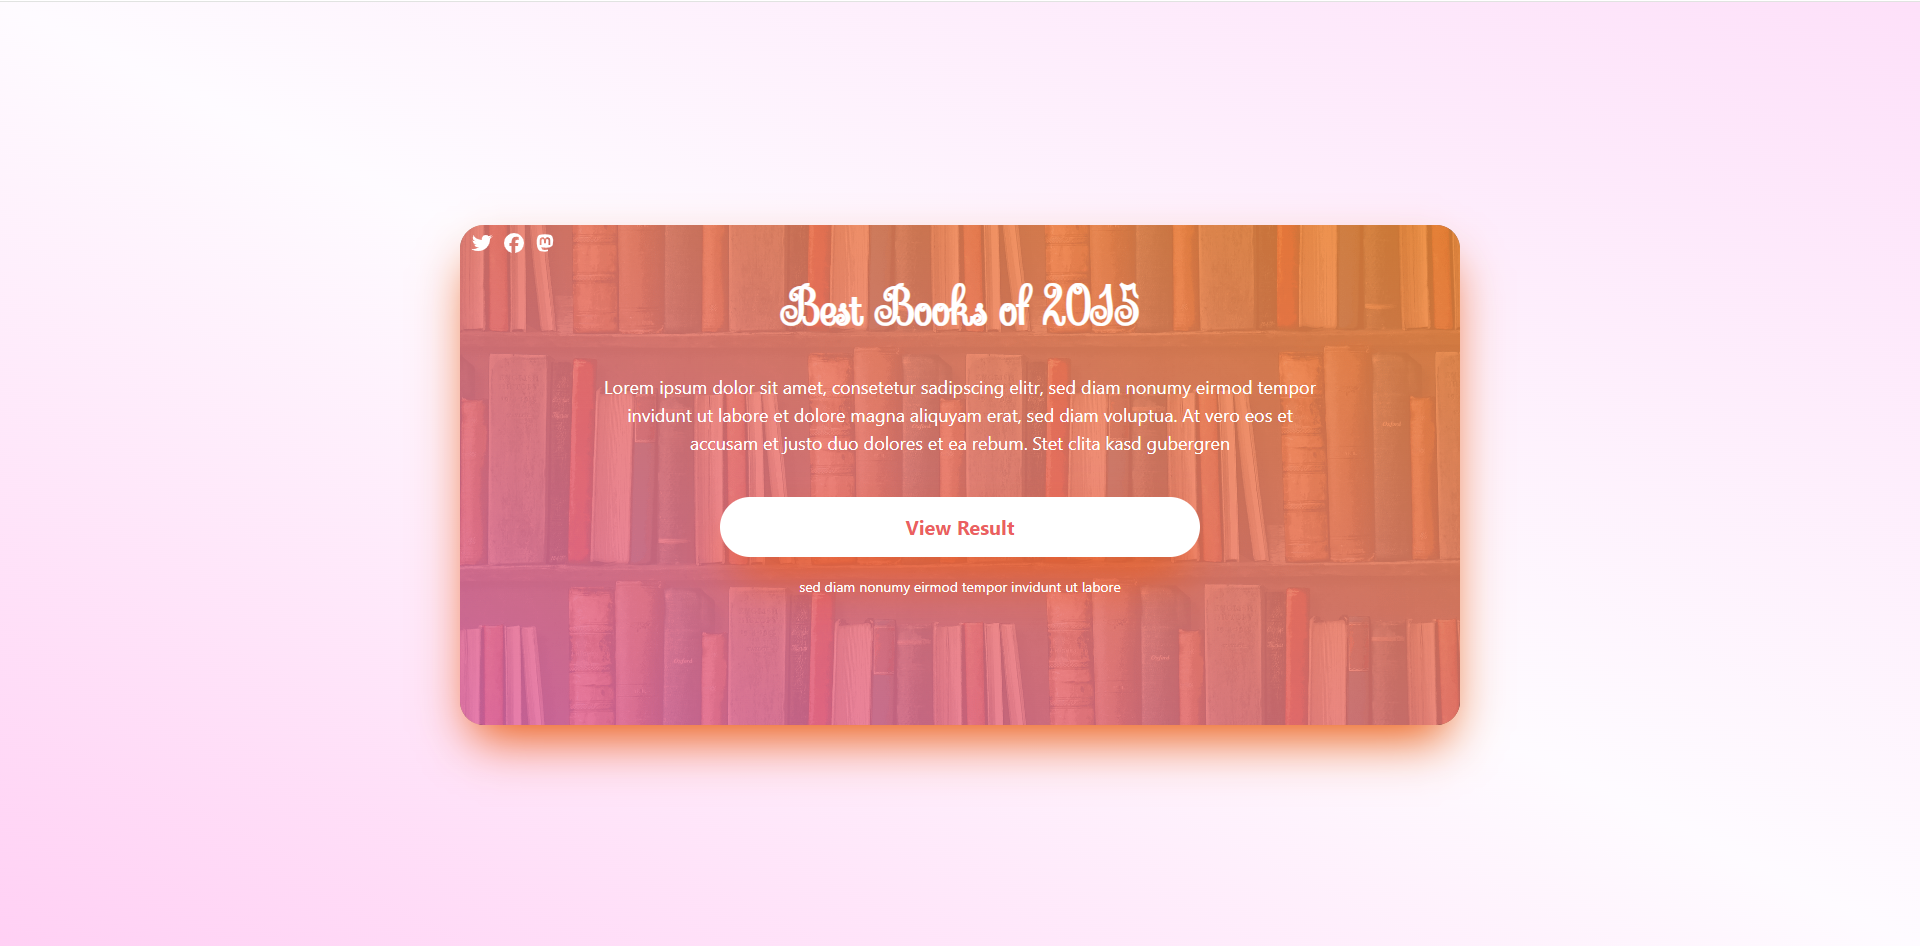 Best Books of 2015
Lorem ipsum dolor sit amet, consetetur sadipscing elitr, sed diam nonumy eirmod tempor
invidunt ut labore et dolore magna aliquyam erat, sed diam voluptua. At vero eos et
accusam et justo duo dolores et ea rebum. Stet clita kasd gubergren
View Result
sed diam nonumy eirmod tempor invidunt ut labore